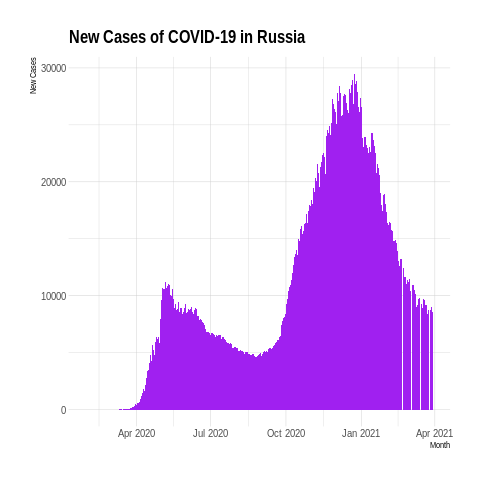 New Cases of COVID-19 in Russia
New Cases
30000
20000
10000
0
Apr 2020
Jul 2020
Oct 2020
Jan 2021
Apr 2021
Month